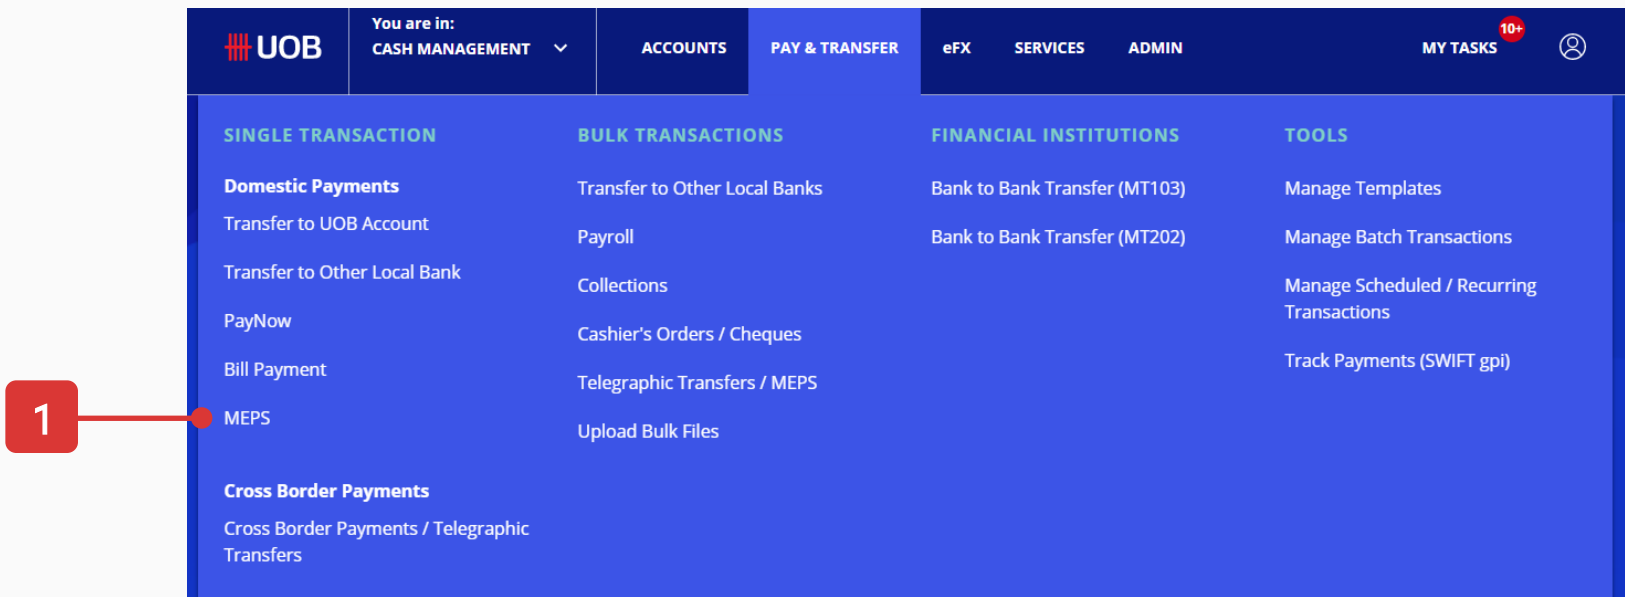 UOB
You are in:
CASH MANAGEMENT
ACCOUNTS
PAY & TRANSFER
eFX
SERVICES
ADMIN
MY TASKS
10+
SINGLE TRANSACTION
Domestic Payments
Transfer to UOB Account
Transfer to Other Local Bank
PayNow
Bill Payment
1
MEPS
Cross Border Payments
Cross Border Payments / Telegraphic
Transfers
BULK TRANSACTIONS
Transfer to Other Local Banks
Payroll
Collections
Cashier's Orders / Cheques
Telegraphic Transfers / MEPS
Upload Bulk Files
FINANCIAL INSTITUTIONS
Bank to Bank Transfer (MT103)
Bank to Bank Transfer (MT202)
TOOLS
Manage Templates
Manage Batch Transactions
Manage Scheduled / Recurring
Transactions
Track Payments (SWIFT gpi)